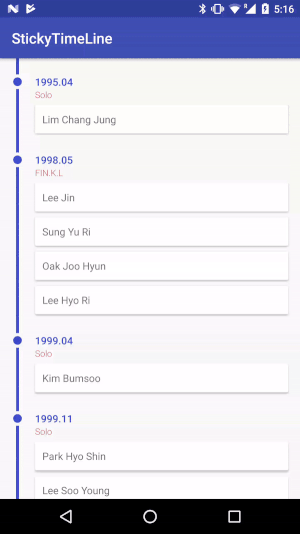 5:16
StickyTimeLine
1995.04
Solo
Lim Chang Jung
1998.05
FIN.K.L
Lee Jin
Sung Yu Ri
Oak Joo Hyun
Lee Hyo Ri
1999.04
Solo
Kim Bumsoo
1999.11
Solo
Park Hyo Shin
Lee Soo Young